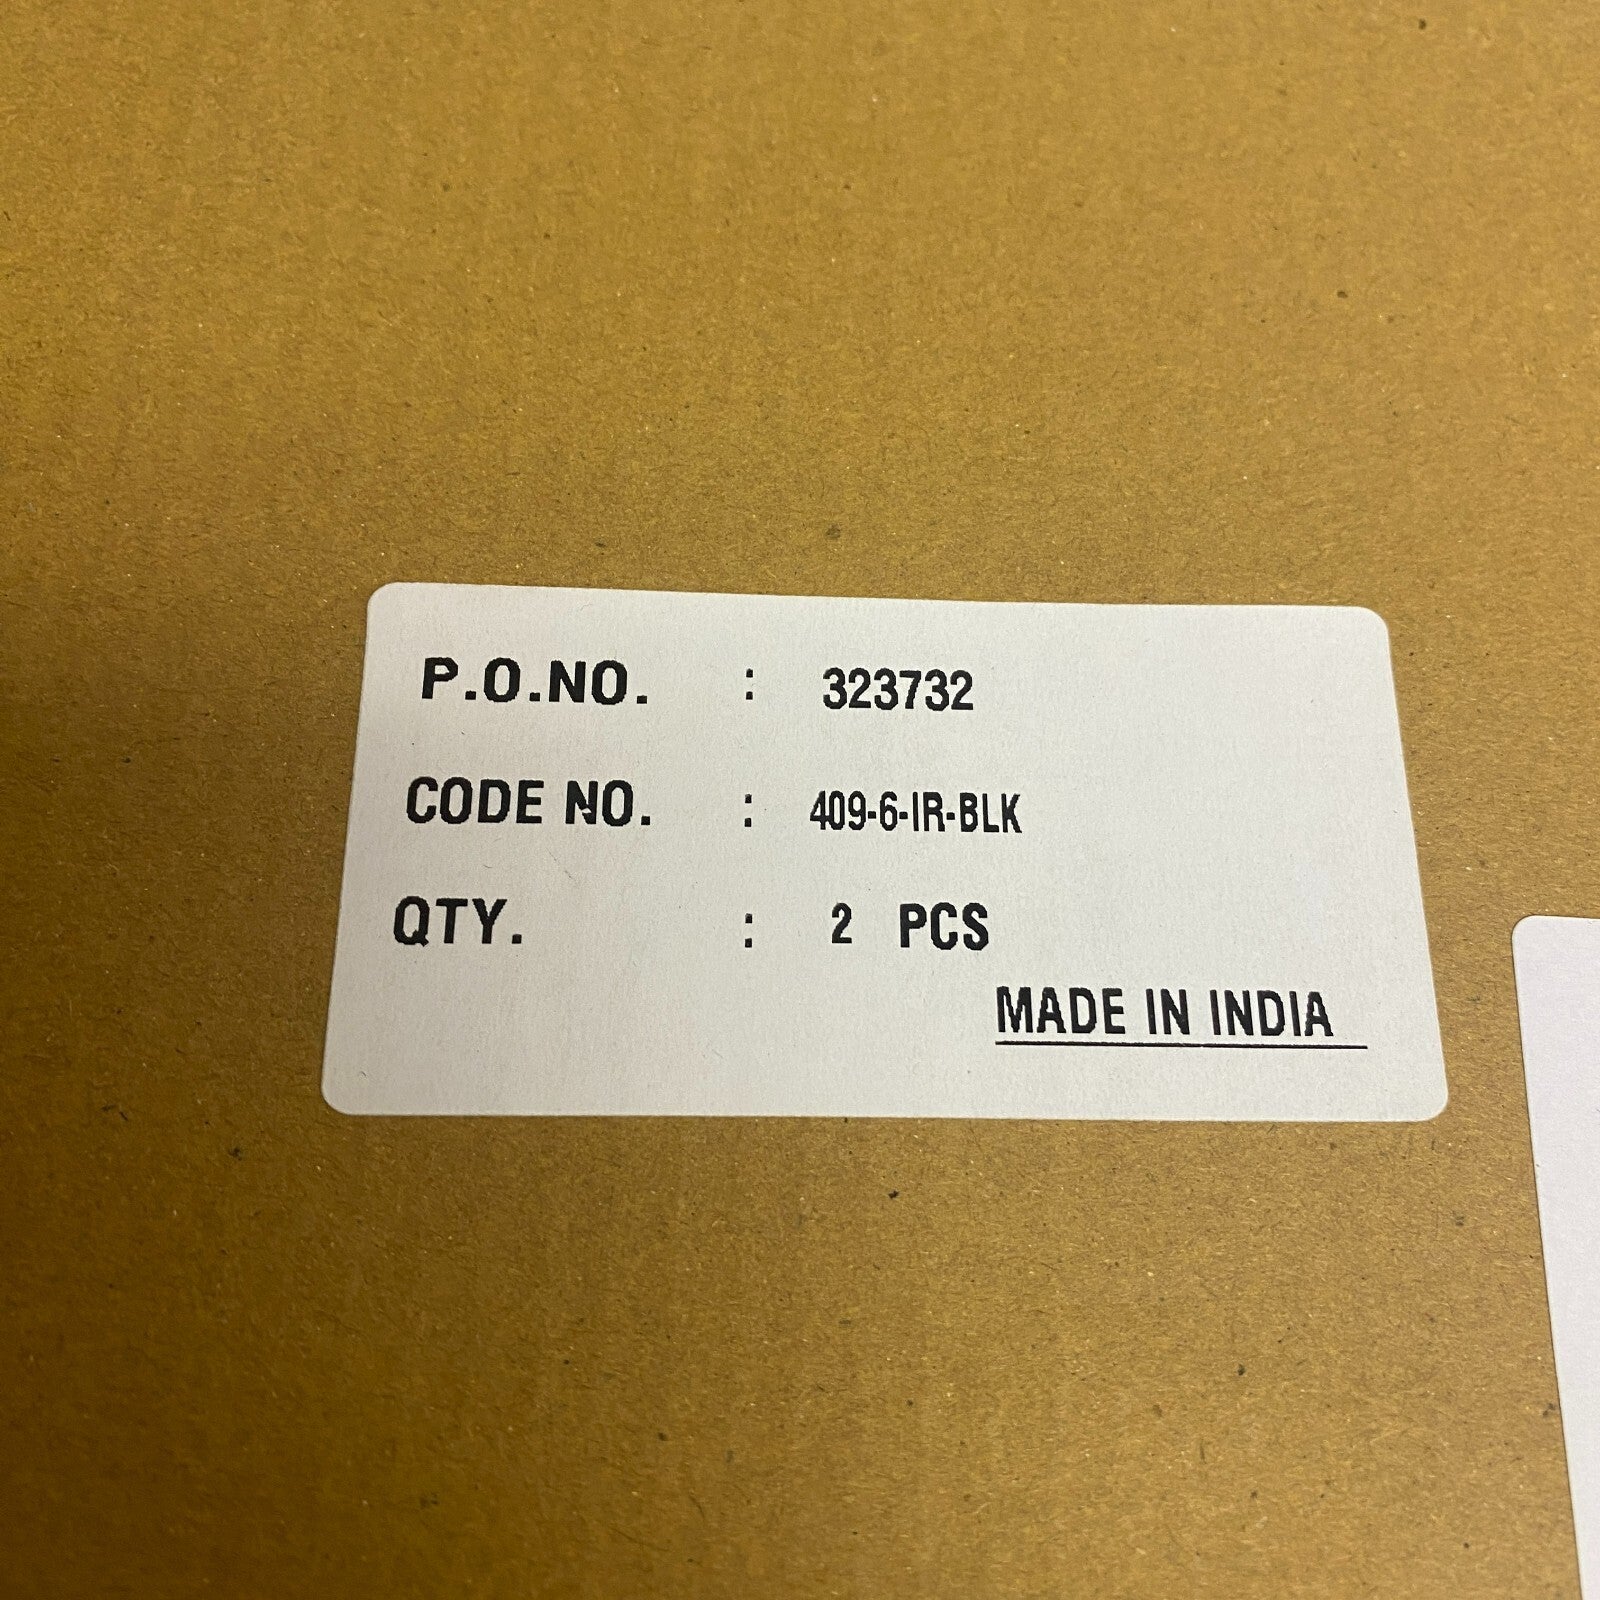 P.O.NO. : 323732
CODE NO. : 409-6-IR-BLK
QTY. : 2 PCS
MADE IN INDIA